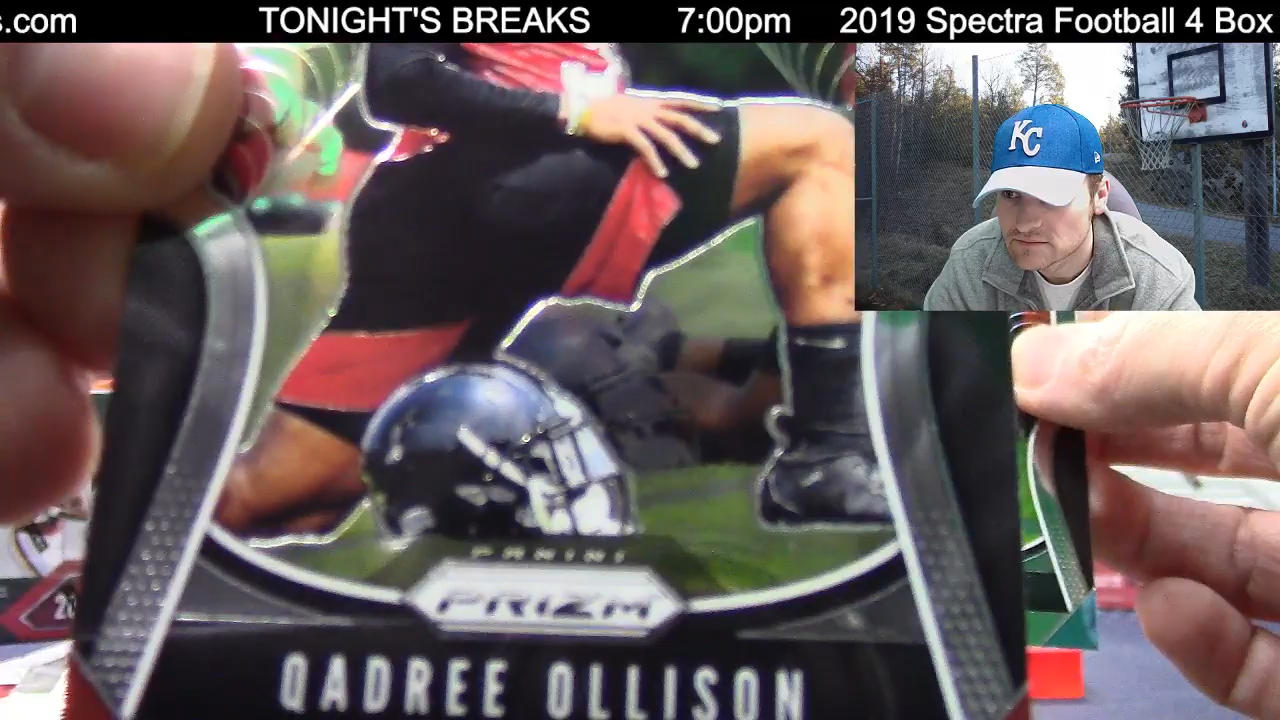 s.com TONIGHT'S BREAKS 7:00pm 2019 Spectra Football 4 Box
KC
PANINI
PRIZM
QADREE OLLISON